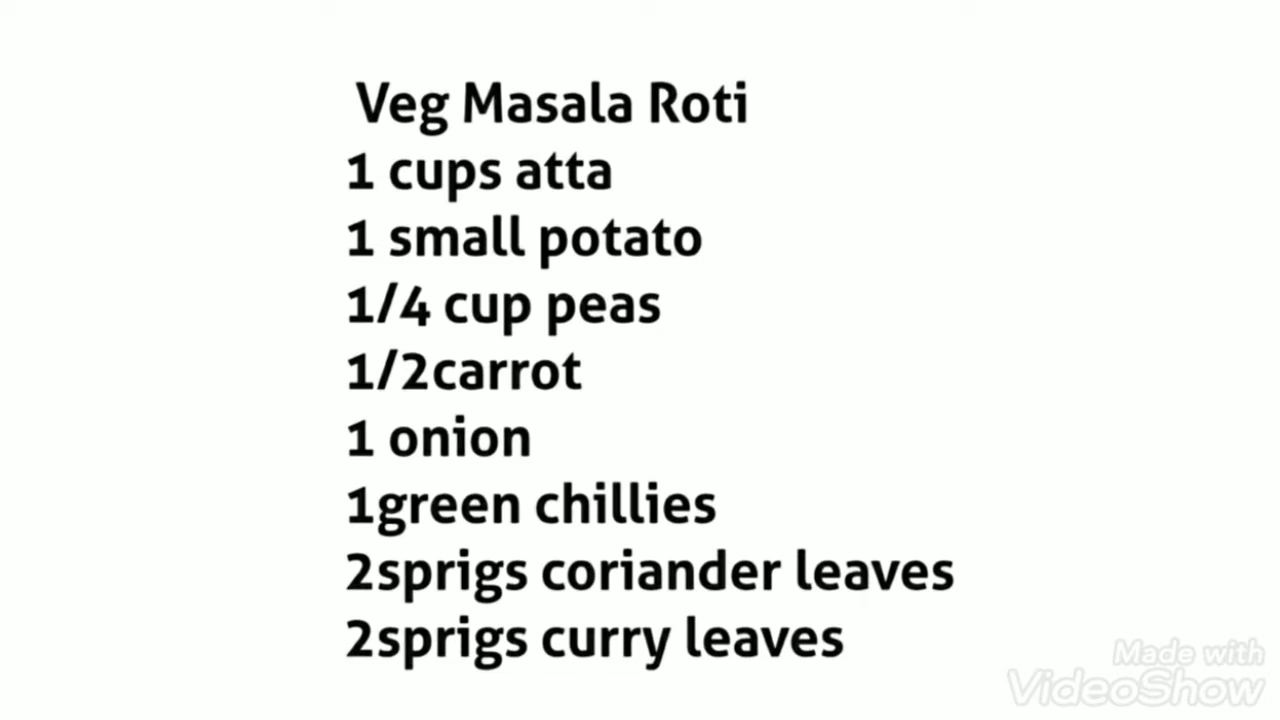 Veg Masala Roti
1 cups atta
1 small potato
1/4 cup peas
1/2carrot
1 onion
1green chillies
2sprigs coriander leaves
2sprigs curry leaves
Made with
VideoShow